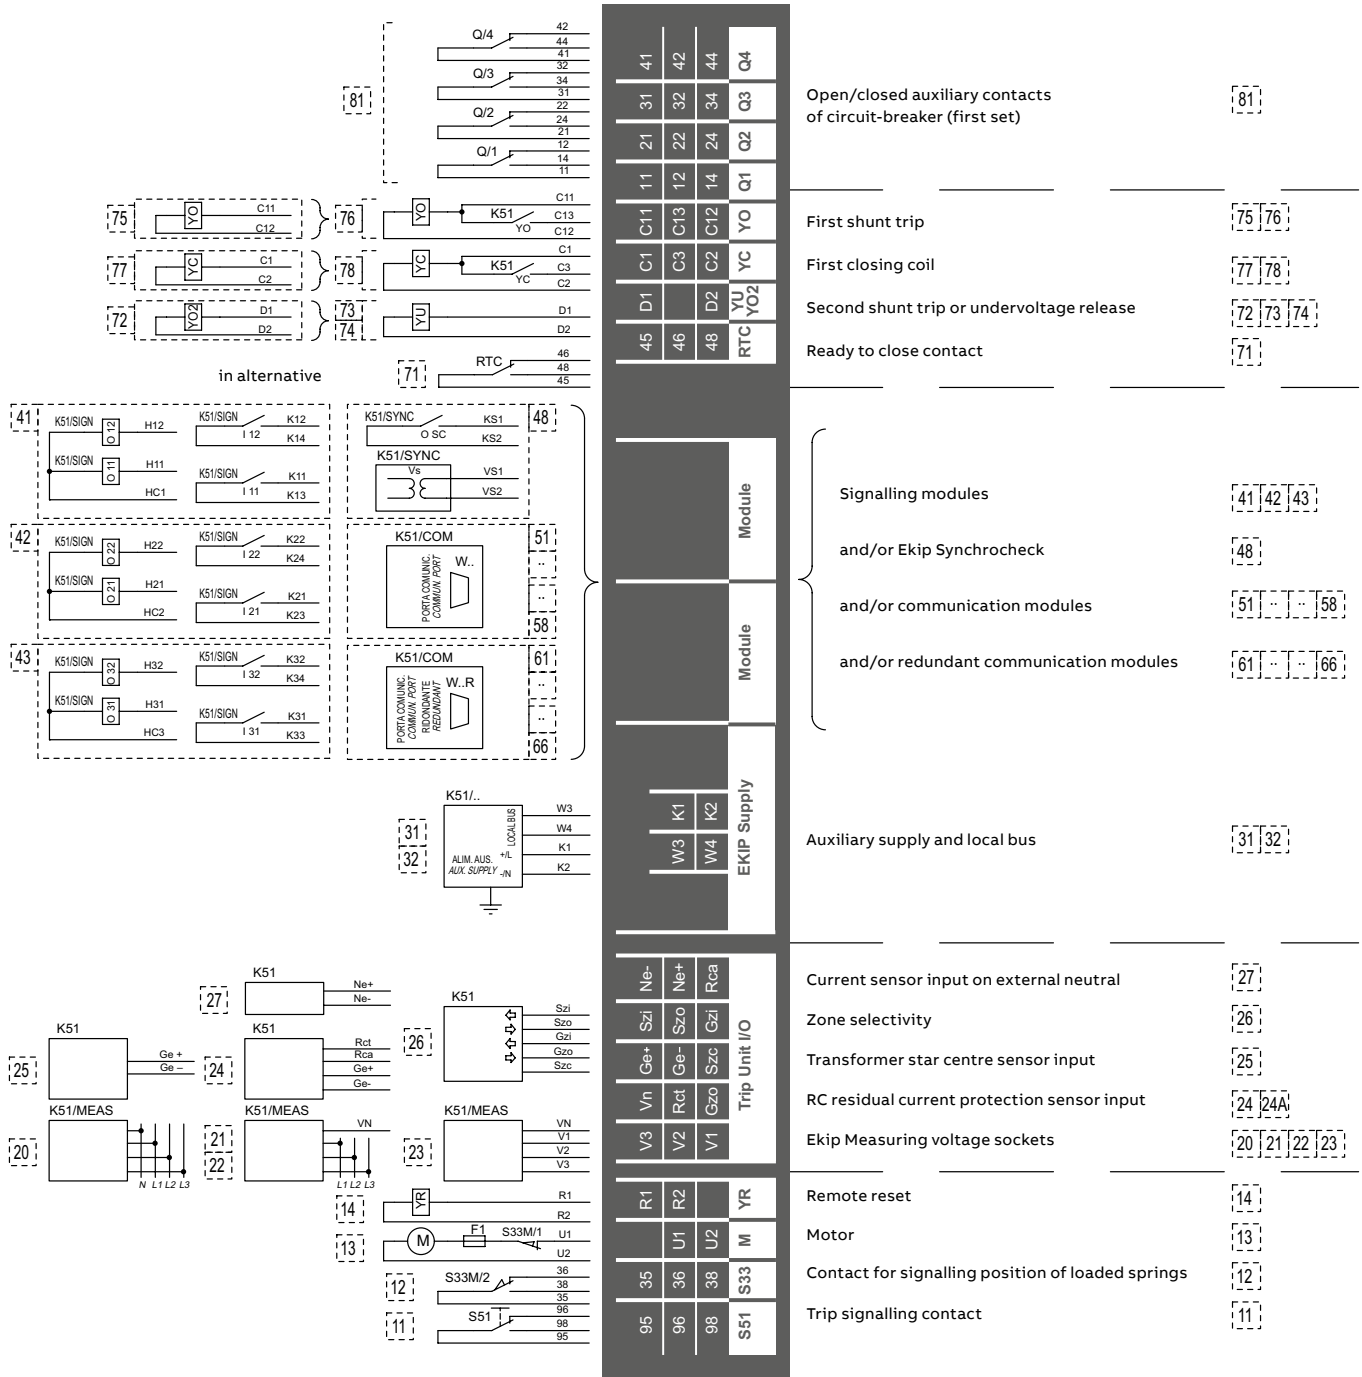 Q/4
42
44
41
Q/3
32
34
31
Q/2
22
24
21
Q/1
12
14
11
81
75
YO
C11
C12
76
YO
K51
YO
C11
C13
C12
77
YC
C1
C2
78
YC
K51
YC
C1
C3
C2
72
YO2
D1
D2
73
74
YU
D1
D2
in alternative
71
RTC
46
48
45
41
K51/SIGN
O 12
H12
K51/SIGN
I 12
K12
K14
K51/SIGN
O 11
H11
HC1
K51/SIGN
I 11
K11
K13
K51/SYNC
O SC
KS1
KS2
48
K51/SYNC
Vs
VS1
VS2
42
K51/SIGN
O 22
H22
K51/SIGN
I 22
K22
K24
K51/SIGN
O 21
H21
HC2
K51/SIGN
I 21
K21
K23
K51/COM
PORTA COMUNIC.
COMMUN. PORT
W..
51
..
..
58
43
K51/SIGN
O 32
H32
K51/SIGN
I 32
K32
K34
K51/SIGN
O 31
H31
HC3
K51/SIGN
I 31
K31
K33
K51/COM
PORTA COMUNIC.
COMMUN. PORT
RIDONDANTE
REDUNDANT
W..R
61
..
..
66
31
32
K51/..
LOCAL BUS
ALIM. AUS.
AUX. SUPPLY
+/L
-/N
W3
W4
K1
K2
27
K51
Ne+
Ne-
25
K51
Ge +
Ge –
24
K51
Rct
Rca
Ge+
Ge-
26
K51
Szi
Szo
Gzi
Gzo
Szc
20
K51/MEAS
N L1 L2 L3
21
22
K51/MEAS
VN
L1 L2 L3
23
K51/MEAS
VN
V1
V2
V3
14
YR
R1
R2
13
M
F1
S33M/1
U1
U2
12
S33M/2
36
38
35
11
S51
96
98
95
41 42 44 Q4
31 32 34 Q3
21 22 24 Q2
11 12 14 Q1
C11 C13 C12 YO
C1 C3 C2 YC
D1 D2 YU YO2
45 46 48 RTC
Module
Module
K1 K2
W3 W4
EKIP Supply
Ne- Ne+ Rca
Szi Szo Gzi
Ge+ Ge– Szc
Vn Rct Gzo
V3 V2 V1
Trip Unit I/O
R1 R2 YR
U1 U2 M
35 36 38 S33
95 96 98 S51
Open/closed auxiliary contacts
of circuit-breaker (first set)
81
First shunt trip
75 76
First closing coil
77 78
Second shunt trip or undervoltage release
72 73 74
Ready to close contact
71
Signalling modules
41 42 43
and/or Ekip Synchrocheck
48
and/or communication modules
51 .. .. 58
and/or redundant communication modules
61 .. .. 66
Auxiliary supply and local bus
31 32
Current sensor input on external neutral
27
Zone selectivity
26
Transformer star centre sensor input
25
RC residual current protection sensor input
24 24A
Ekip Measuring voltage sockets
20 21 22 23
Remote reset
14
Motor
13
Contact for signalling position of loaded springs
12
Trip signalling contact
11